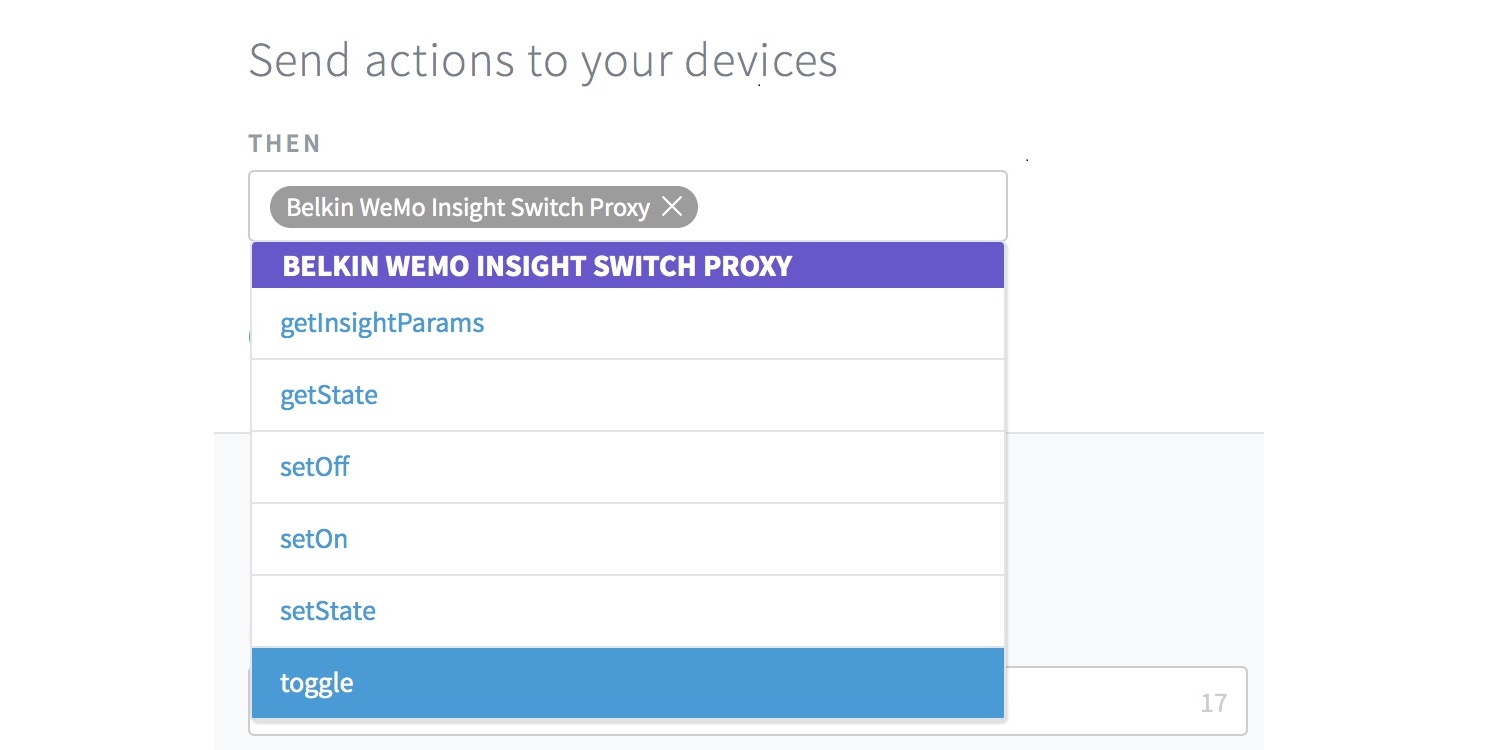 Send actions to your devices
THEN
Belkin WeMo Insight Switch Proxy
BELKIN WEMO INSIGHT SWITCH PROXY
getInsightParams
getState
setOff
setOn
setState
toggle
17